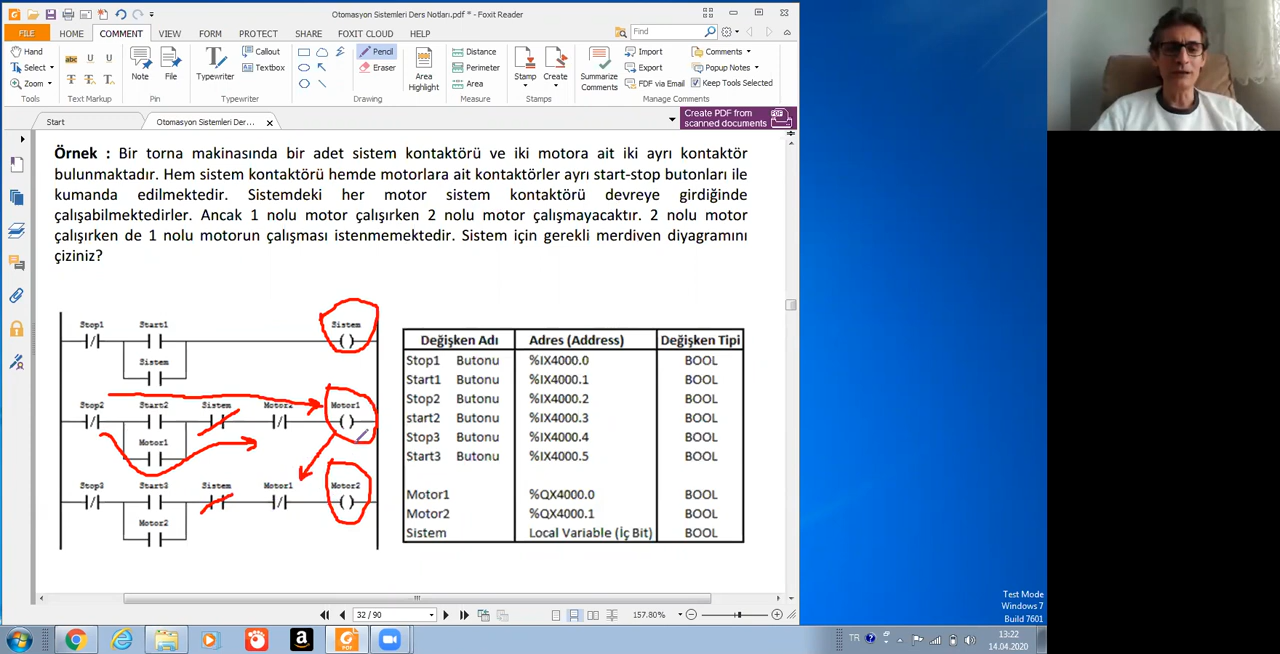 Otomasyon Sistemleri Ders Notları.pdf * - Foxit Reader
FILE HOME COMMENT VIEW FORM PROTECT SHARE FOXIT CLOUD HELP
Find
Hand
Select
Zoom
Tools
abc U U
T T T
Text Markup
Note
File
Pin
Typewriter
Callout
Textbox
Typewriter
Pencil
Eraser
Drawing
Area Highlight
Distance
Perimeter
Area
Measure
Stamp
Create
Stamps
Summarize Comments
Import
Export
FDF via Email
Comments
Popup Notes
Keep Tools Selected
Manage Comments
Start
Otomasyon Sistemleri Der...
Create PDF from
scanned documents
Örnek : Bir torna makinasında bir adet sistem kontaktörü ve iki motora ait iki ayrı kontaktör
bulunmaktadır. Hem sistem kontaktörü hemde motorlara ait kontaktörler ayrı start-stop butonları ile
kumanda edilmektedir. Sistemdeki her motor sistem kontaktörü devreye girdiğinde
çalışabilmektedirler. Ancak 1 nolu motor çalışırken 2 nolu motor çalışmayacaktır. 2 nolu motor
çalışırken de 1 nolu motorun çalışması istenmemektedir. Sistem için gerekli merdiven diyagramını
çiziniz?
Stop1 Start1 Sistem
Sistem
Stop2 Start2 Sistem Motor2 Motor1
Motor1
Stop3 Start3 Sistem Motor1 Motor2
Motor2
Değişken Adı Adres (Address) Değişken Tipi
Stop1 Butonu %IX4000.0 BOOL
Start1 Butonu %IX4000.1 BOOL
Stop2 Butonu %IX4000.2 BOOL
start2 Butonu %IX4000.3 BOOL
Stop3 Butonu %IX4000.4 BOOL
Start3 Butonu %IX4000.5 BOOL
Motor1 %QX4000.0 BOOL
Motor2 %QX4000.1 BOOL
Sistem Local Variable (İç Bit) BOOL
32 / 90
157.80%
Test Mode
Windows 7
Build 7601
TR
13:22
14.04.2020